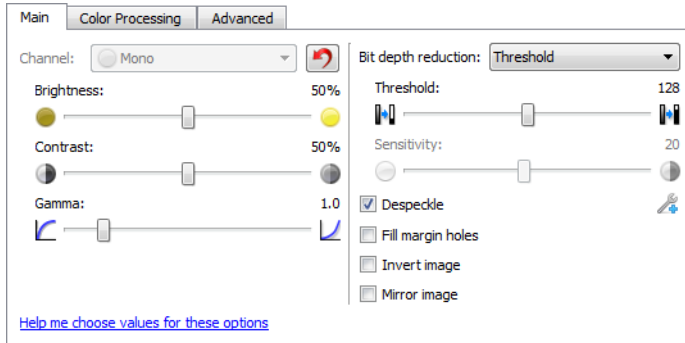 Main Color Processing Advanced
Channel: Mono
Brightness: 50%
Contrast: 50%
Gamma: 1.0
Help me choose values for these options
Bit depth reduction: Threshold
Threshold: 128
Sensitivity: 20
Despeckle
Fill margin holes
Invert image
Mirror image